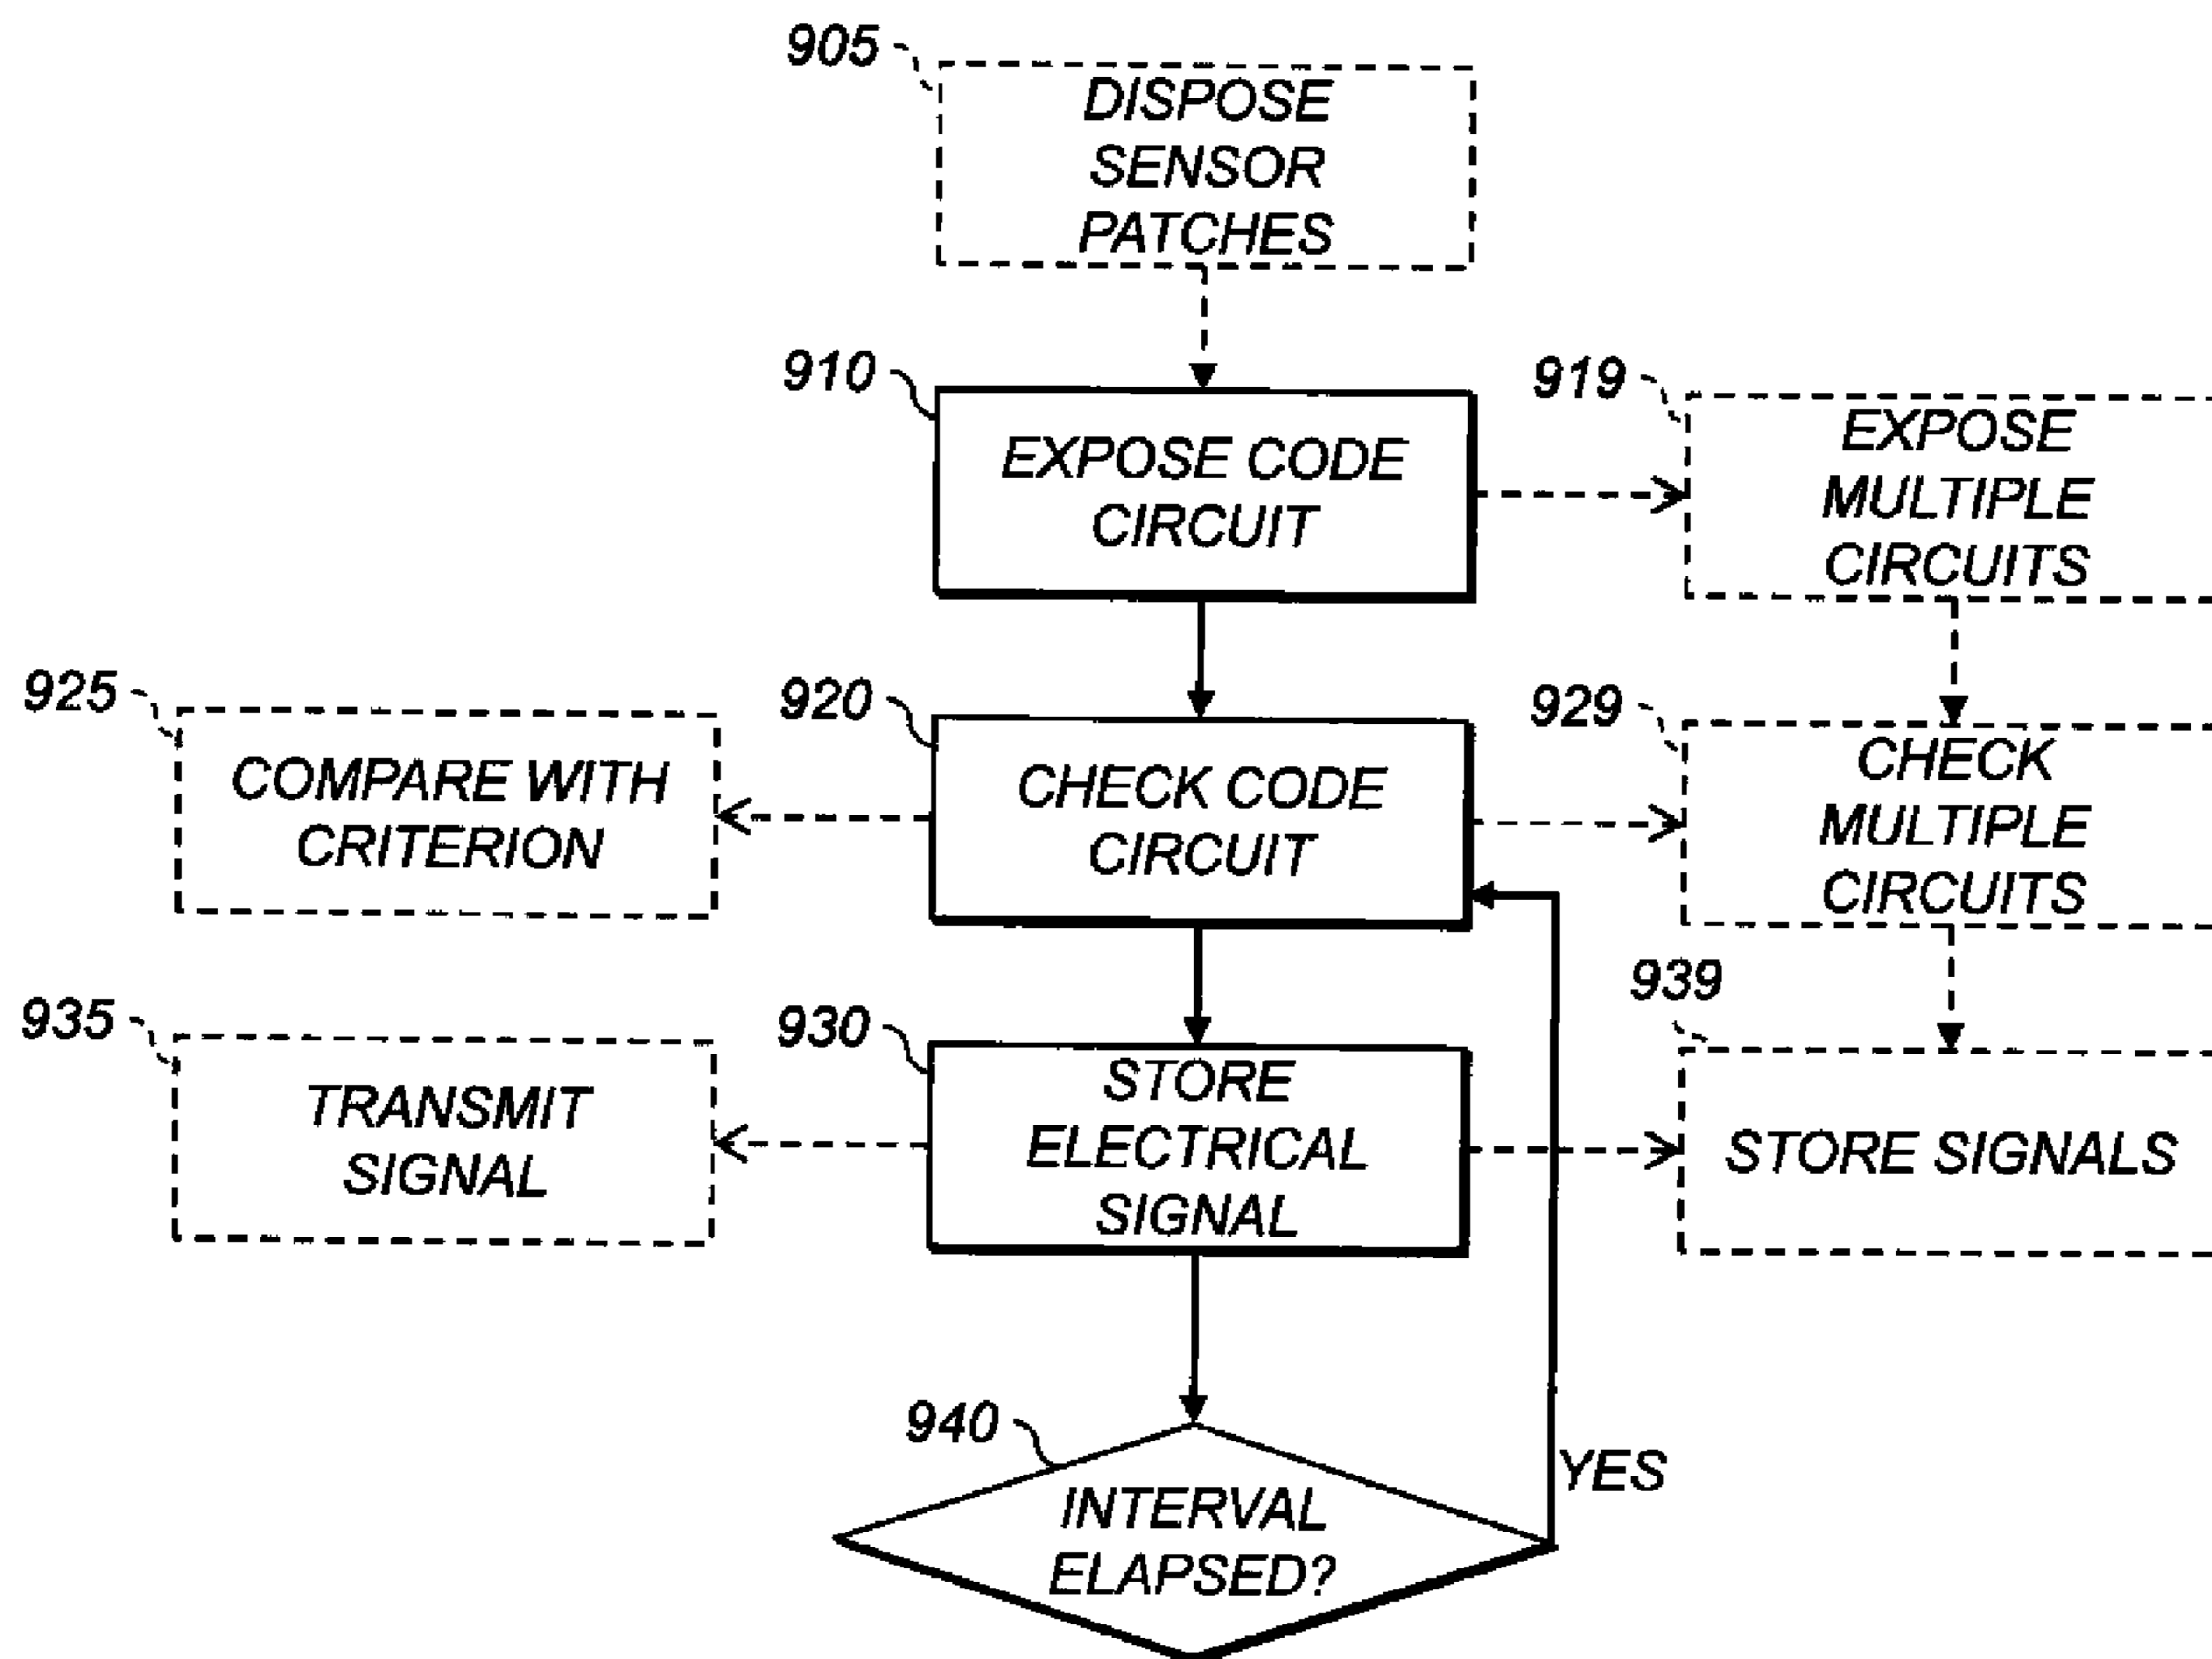 905
DISPOSE
SENSOR
PATCHES
910
EXPOSE CODE
CIRCUIT
919
EXPOSE
MULTIPLE
CIRCUITS
925
COMPARE WITH
CRITERION
920
CHECK CODE
CIRCUIT
929
CHECK
MULTIPLE
CIRCUITS
935
TRANSMIT
SIGNAL
930
STORE
ELECTRICAL
SIGNAL
939
STORE SIGNALS
940
INTERVAL
ELAPSED?
YES